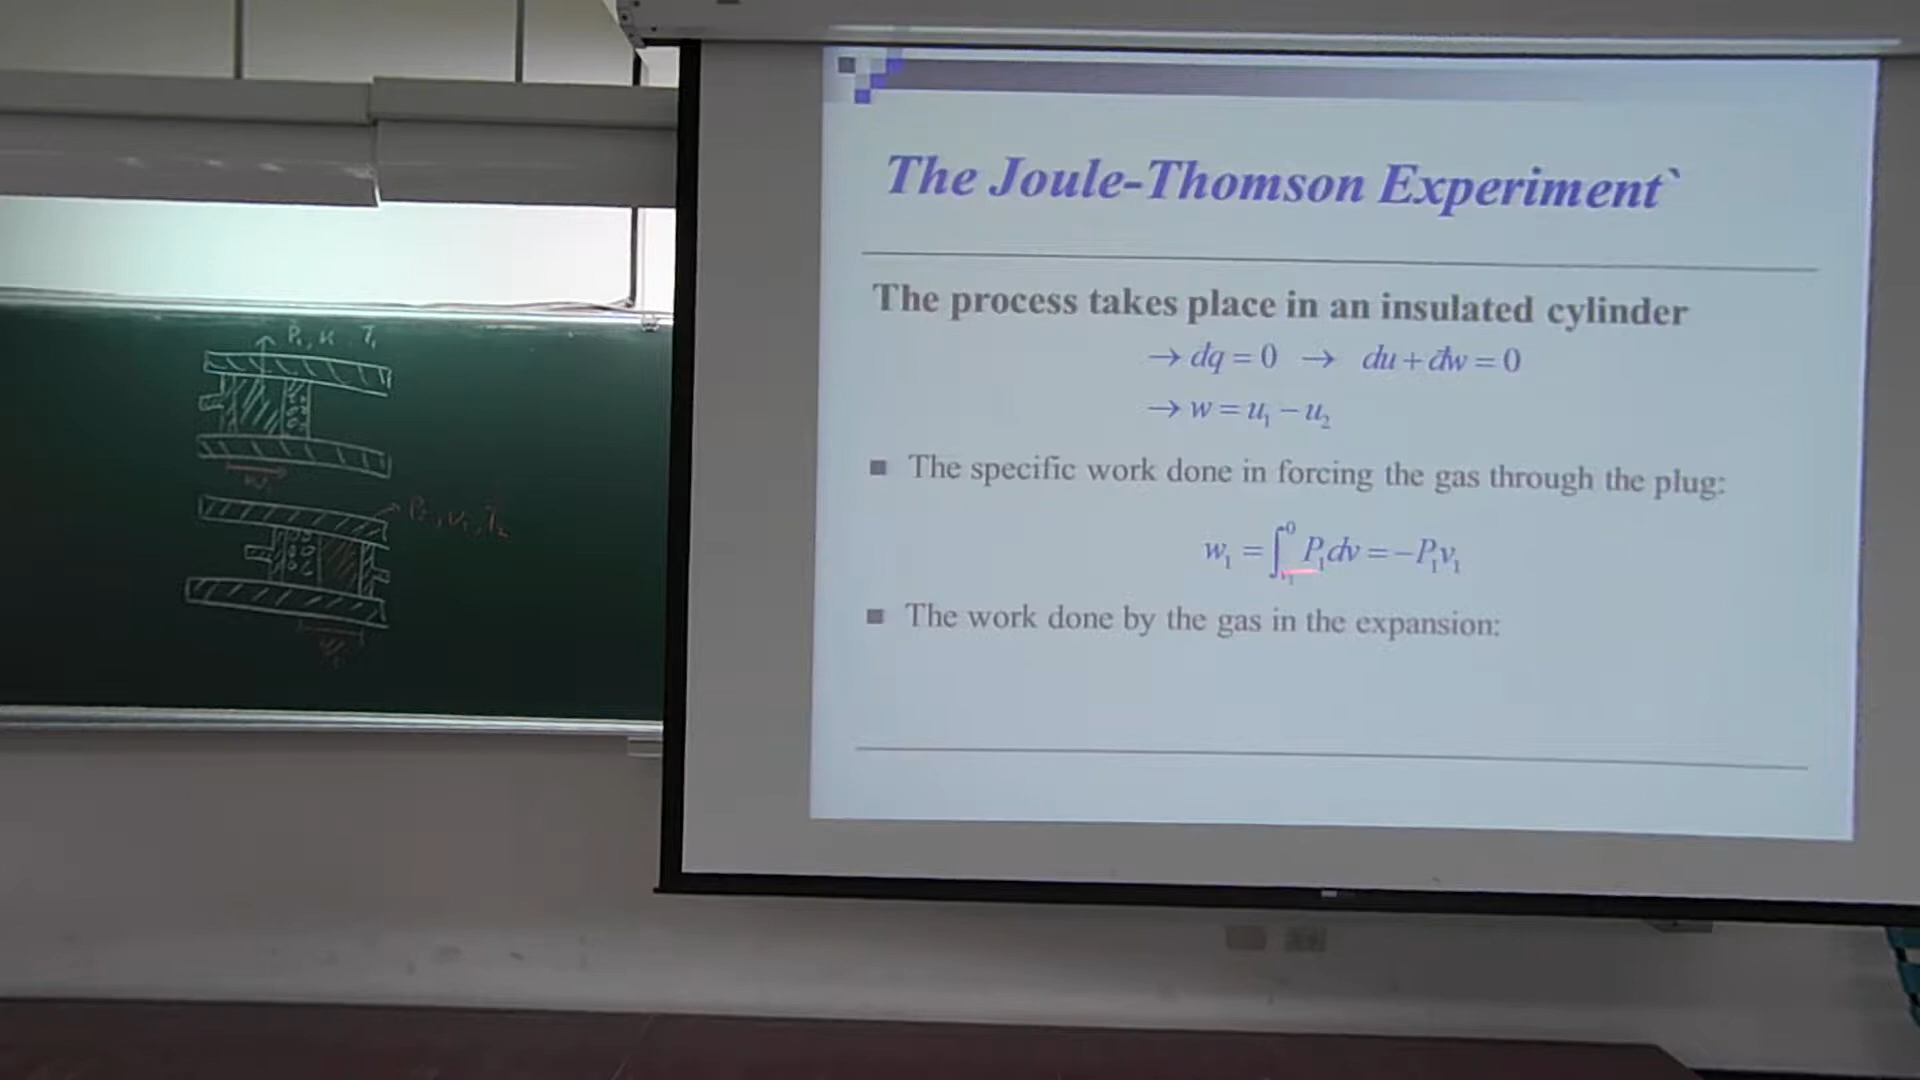 The Joule-Thomson Experiment`
The process takes place in an insulated cylinder
→ đq = 0 → du + đw = 0
→ w = u₁ − u₂
■ The specific work done in forcing the gas through the plug:
w₁ = ∫_{v₁}^{0} P₁dv = −P₁v₁
■ The work done by the gas in the expansion:
P₁, v₁, T₁
P₂, v₂, T₂